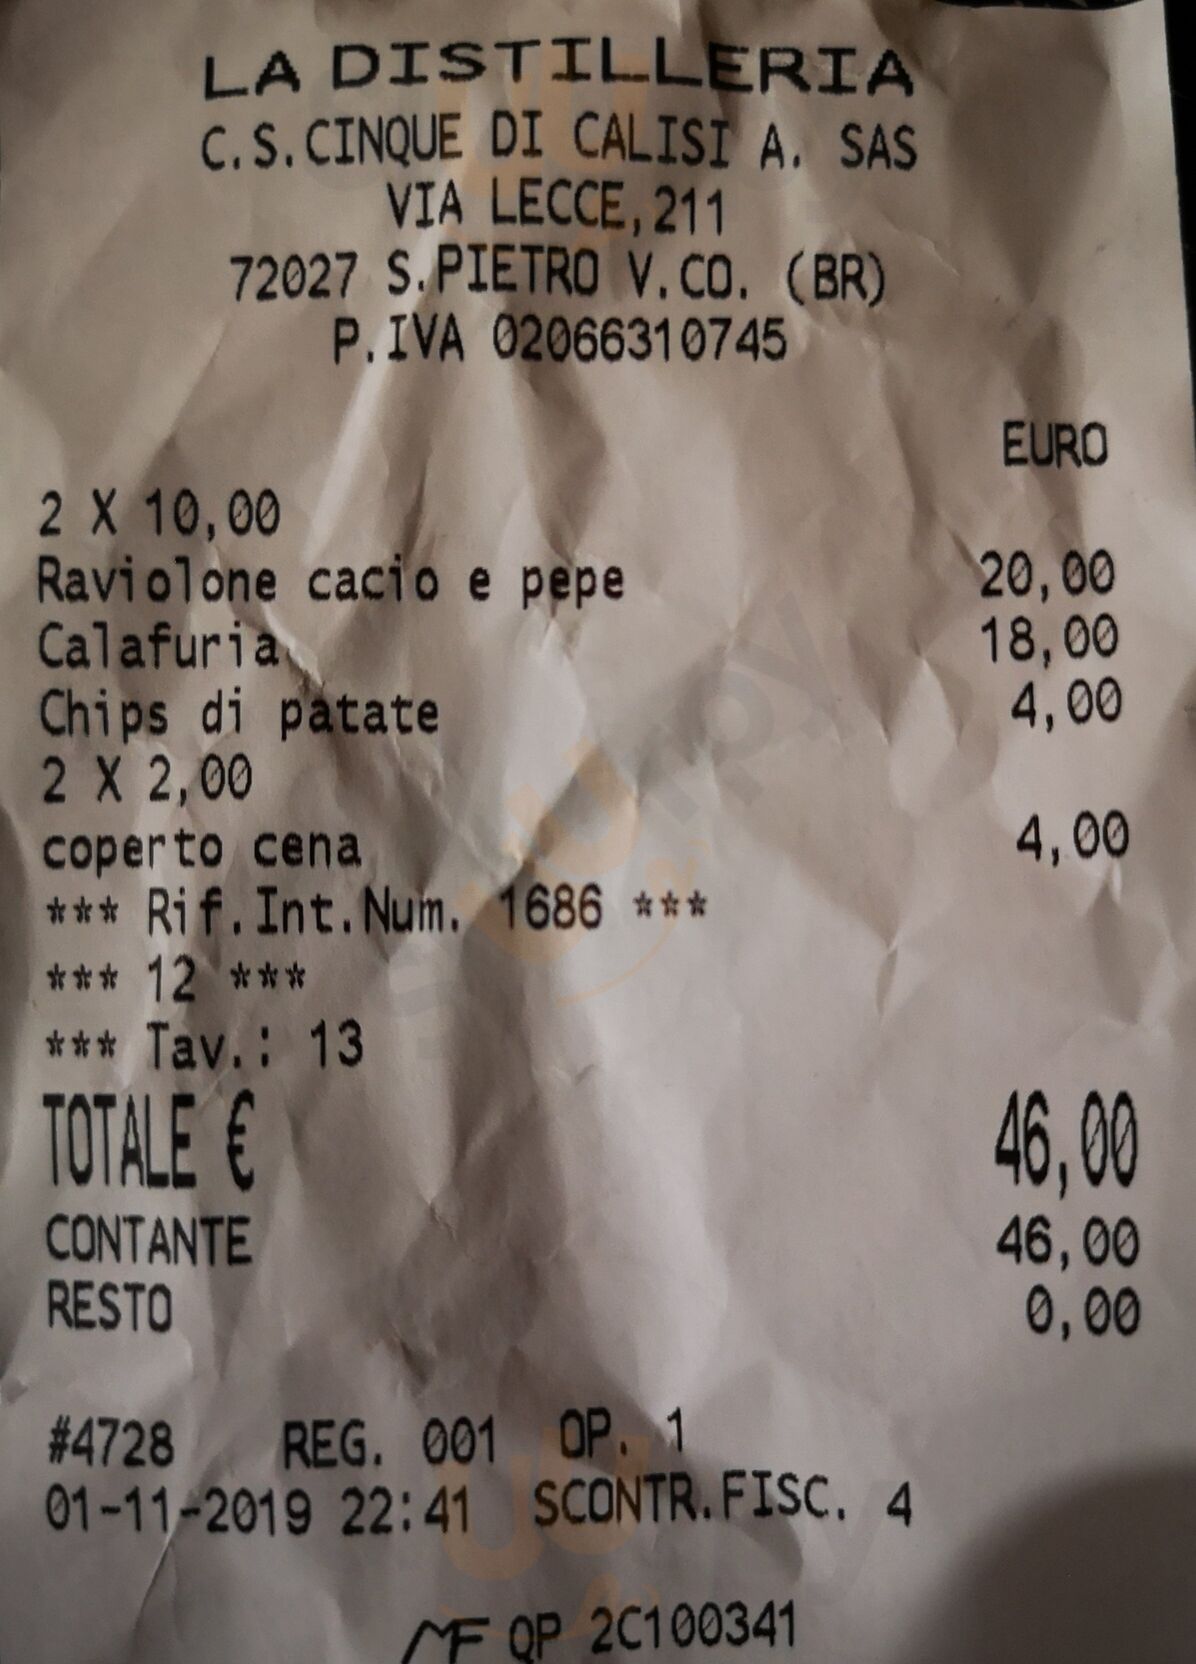 LA DISTILLERIA
C.S.CINQUE DI CALISI A. SAS
VIA LECCE,211
72027 S.PIETRO V.CO. (BR)
P.IVA 02066310745
EURO
2 X 10,00
Raviolone cacio e pepe 20,00
Calafuria 18,00
Chips di patate 4,00
2 X 2,00
coperto cena 4,00
*** Rif.Int.Num. 1686 ***
*** 12 ***
*** Tav.: 13
TOTALE € 46,00
CONTANTE 46,00
RESTO 0,00
#4728 REG. 001 OP. 1
01-11-2019 22:41 SCONTR.FISC. 4
MF QP 2C100341